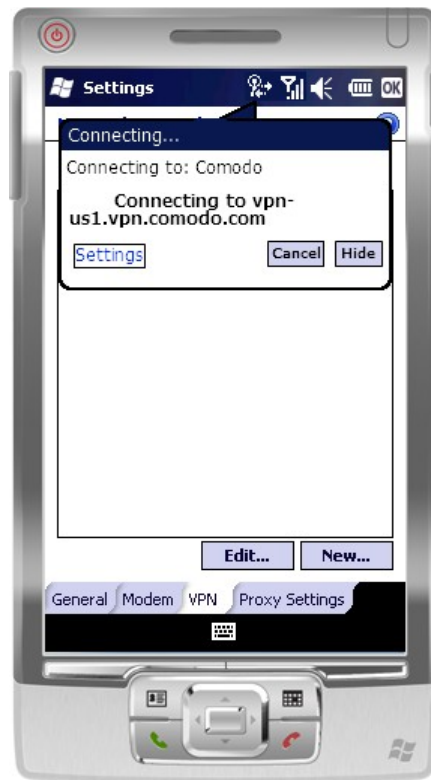 Settings
OK
Connecting...
Connecting to: Comodo
Connecting to vpn-
us1.vpn.comodo.com
Settings
Cancel Hide
Edit... New...
General Modem VPN Proxy Settings